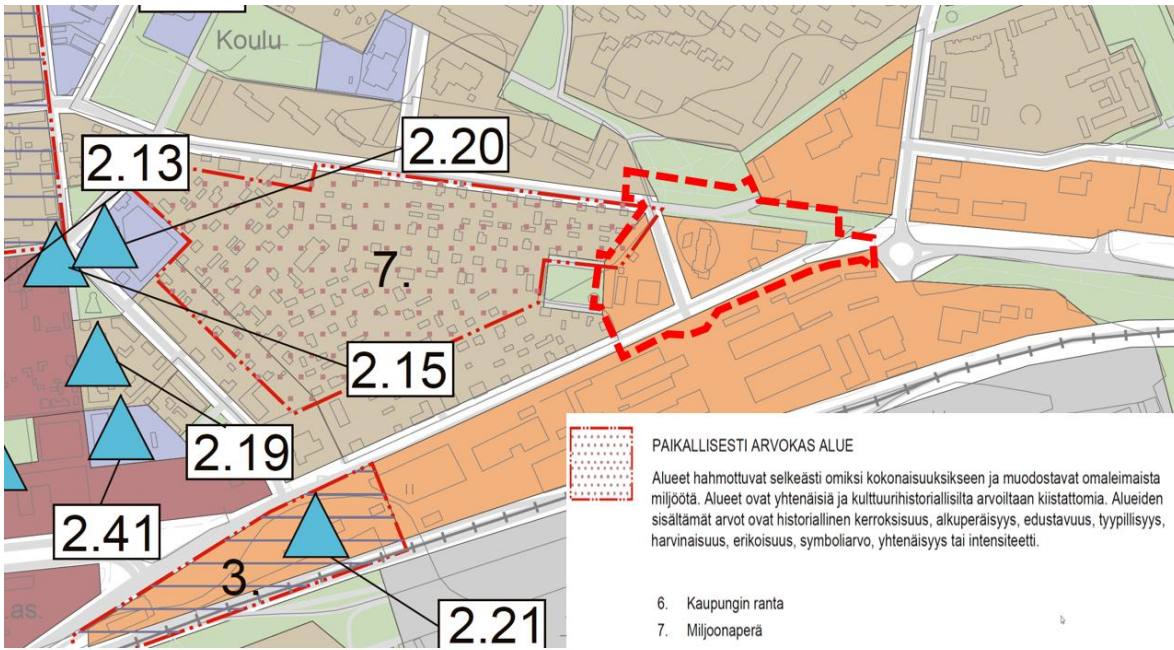 Koulu
2.13
2.20
7.
2.15
2.19
2.41
3.
.as.
2.21
PAIKALLISESTI ARVOKAS ALUE
Alueet hahmottuvat selkeästi omiksi kokonaisuuksikseen ja muodostavat omaleimaista
miljöötä. Alueet ovat yhtenäisiä ja kulttuurihistoriallisilta arvoiltaan kiistattomia. Alueiden
sisältämät arvot ovat historiallinen kerroksisuus, alkuperäisyys, edustavuus, tyypillisyys,
harvinaisuus, erikoisuus, symboliarvo, yhtenäisyys tai intensiteetti.
6. Kaupungin ranta
7. Miljoonaperä